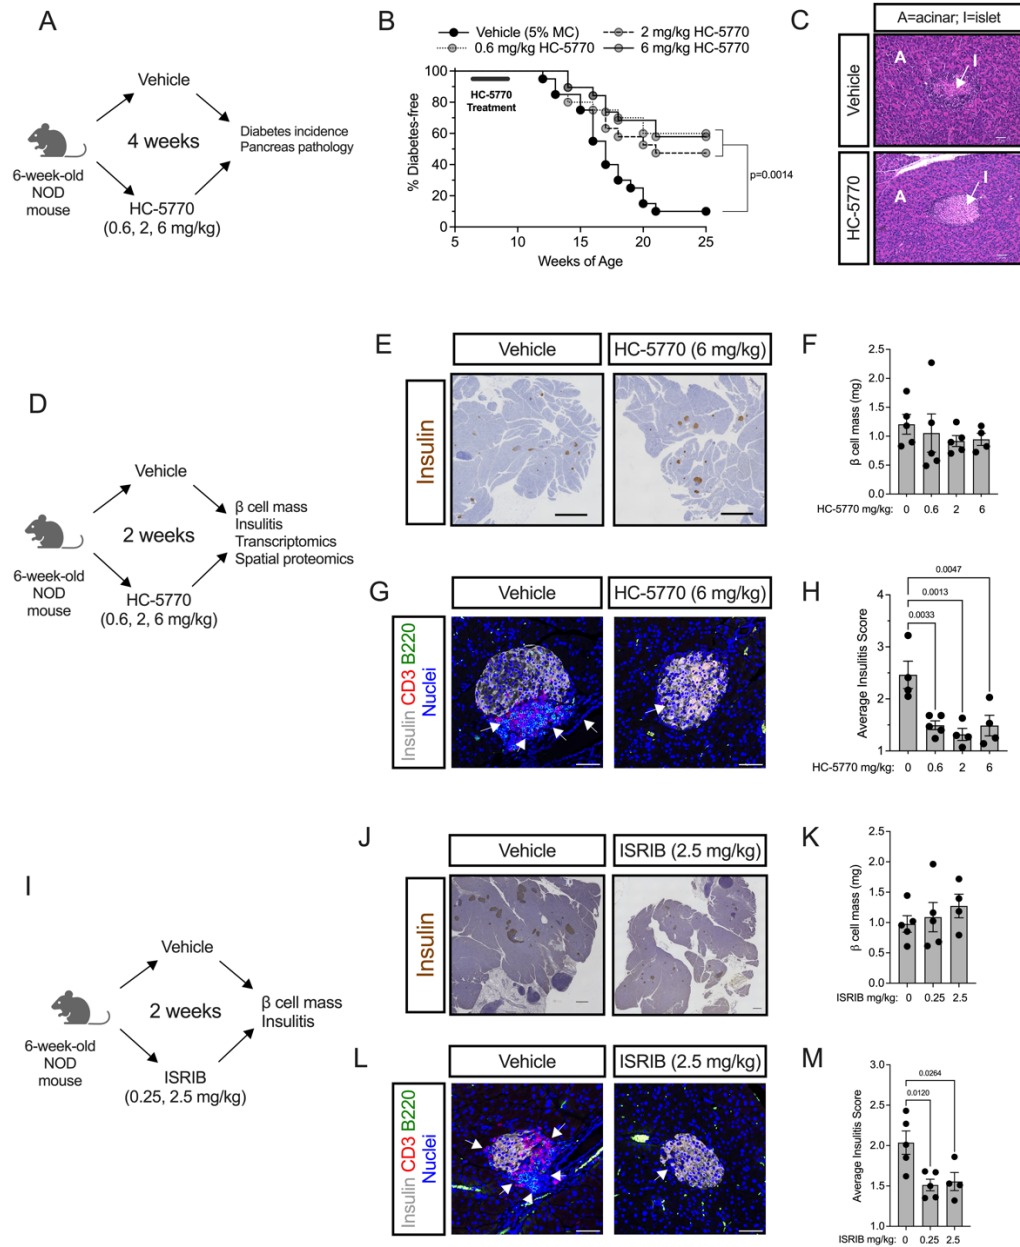 A
Vehicle
4 weeks
6-week-old
NOD
mouse
HC-5770
(0.6, 2, 6 mg/kg)
Diabetes incidence
Pancreas pathology
B
Vehicle (5% MC)
2 mg/kg HC-5770
0.6 mg/kg HC-5770
6 mg/kg HC-5770
% Diabetes-free
100
80
60
40
20
0
HC-5770
Treatment
p=0.0014
5
10
15
20
25
Weeks of Age
C
A=acinar; I=islet
Vehicle
A
I
HC-5770
A
I
D
Vehicle
2 weeks
6-week-old
NOD
mouse
HC-5770
(0.6, 2, 6 mg/kg)
β cell mass
Insulitis
Transcriptomics
Spatial proteomics
E
Vehicle
HC-5770 (6 mg/kg)
Insulin
F
β cell mass (mg)
2.5
2.0
1.5
1.0
0.5
0.0
HC-5770 mg/kg:
0
0.6
2
6
G
Vehicle
HC-5770 (6 mg/kg)
Insulin CD3 B220
Nuclei
H
Average Insulitis Score
4
3
2
1
0.0047
0.0013
0.0033
HC-5770 mg/kg:
0
0.6
2
6
I
Vehicle
2 weeks
6-week-old
NOD
mouse
ISRIB
(0.25, 2.5 mg/kg)
β cell mass
Insulitis
J
Vehicle
ISRIB (2.5 mg/kg)
Insulin
K
β cell mass (mg)
2.5
2.0
1.5
1.0
0.5
0.0
ISRIB mg/kg:
0
0.25
2.5
L
Vehicle
ISRIB (2.5 mg/kg)
Insulin CD3 B220
Nuclei
M
Average Insulitis Score
3.0
2.5
2.0
1.5
1.0
0.0264
0.0120
ISRIB mg/kg:
0
0.25
2.5